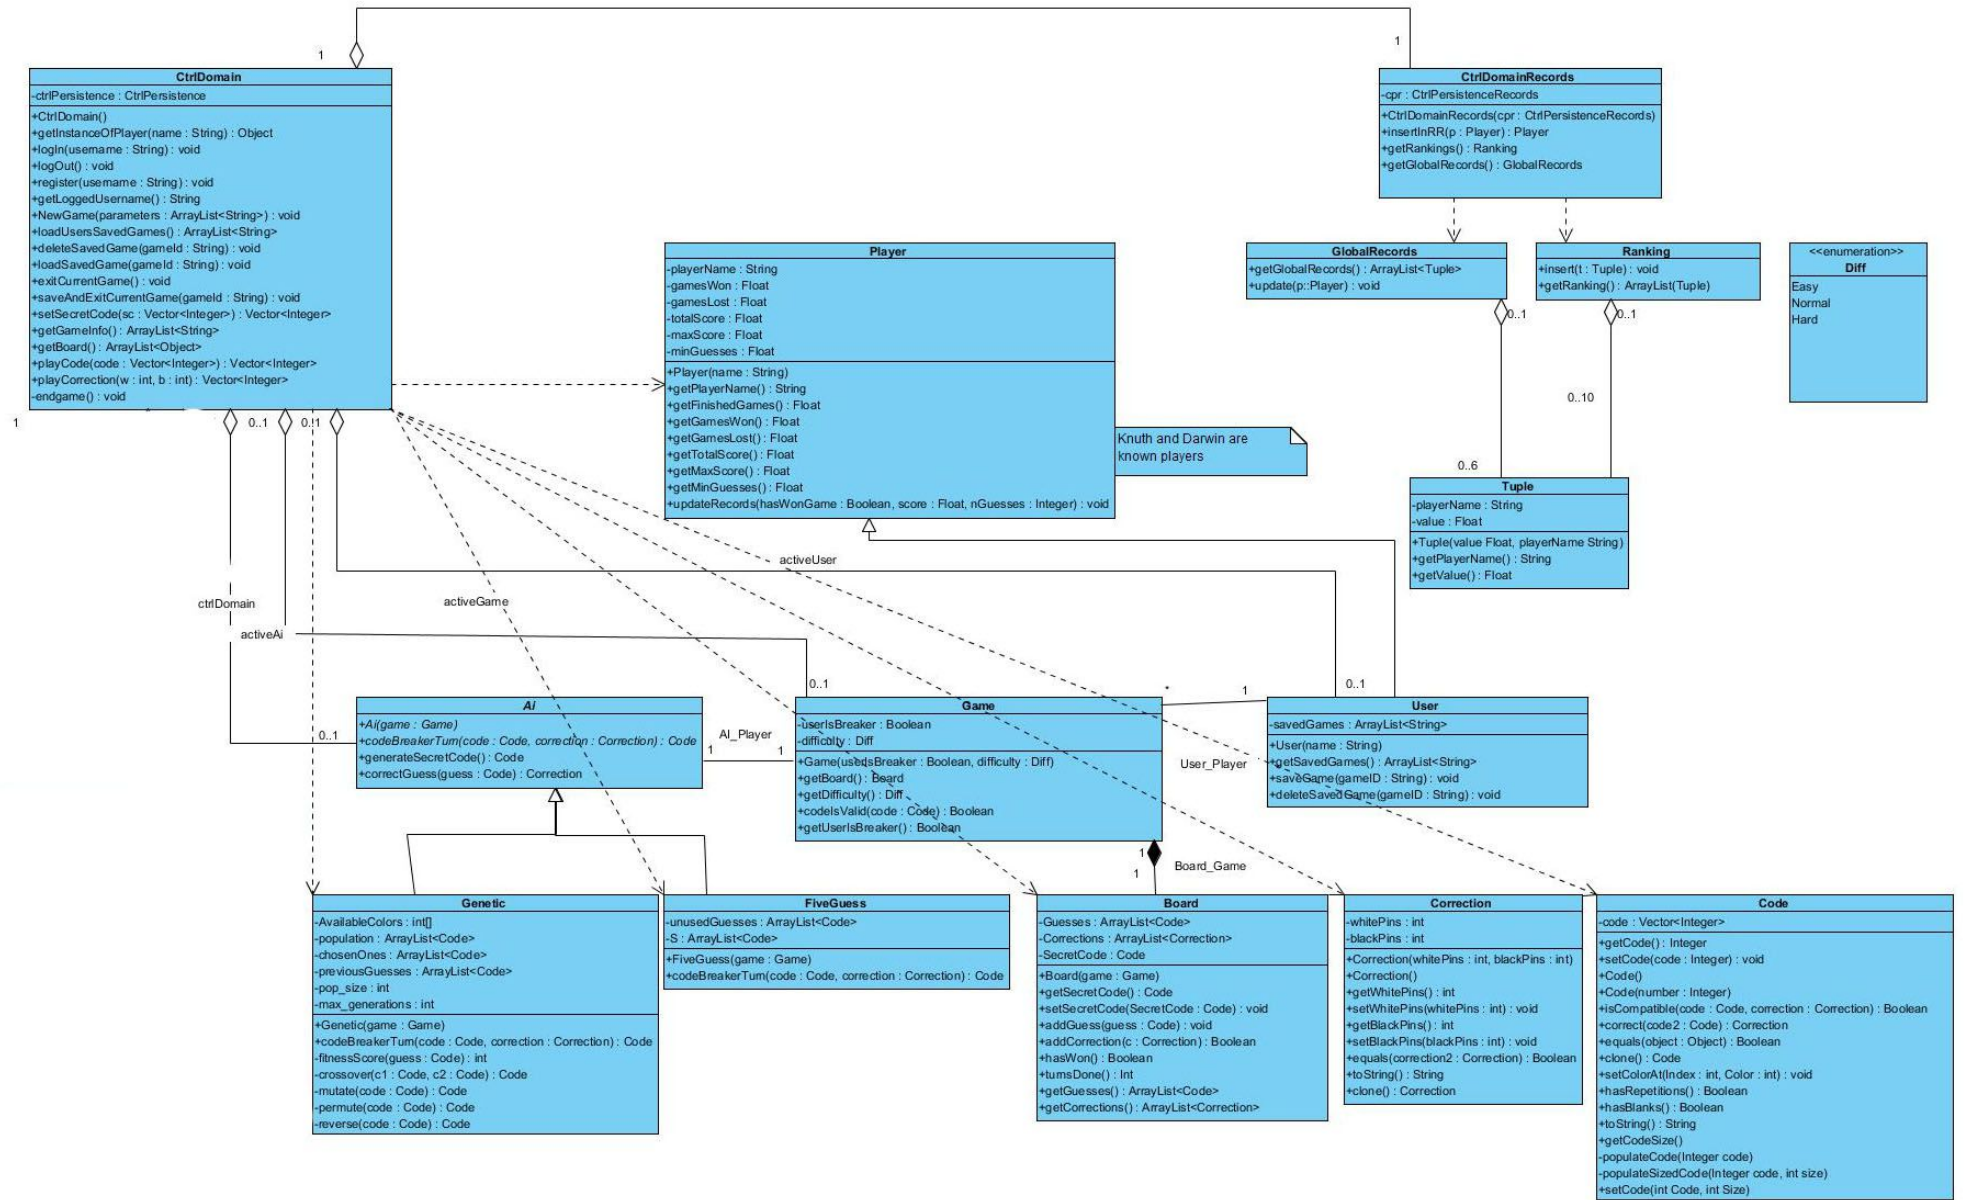 1
1
CtrlDomain
-ctrlPersistence : CtrlPersistence
+CtrlDomain()
+getInstanceOfPlayer(name : String) : Object
+logIn(username : String) : void
+logOut() : void
+register(username : String) : void
+getLoggedUsername() : String
+NewGame(parameters : ArrayList<String>) : void
+loadUsersSavedGames() : ArrayList<String>
+deleteSavedGame(gameId : String) : void
+loadSavedGame(gameId : String) : void
+exitCurrentGame() : void
+saveAndExitCurrentGame(gameId : String) : void
+setSecretCode(sc : Vector<Integer>) : Vector<Integer>
+getGameInfo() : ArrayList<String>
+getBoard() : ArrayList<Object>
+playCode(code : Vector<Integer>) : Vector<Integer>
+playCorrection(w : int, b : int) : Vector<Integer>
-endgame() : void
CtrlDomainRecords
-cpr : CtrlPersistenceRecords
+CtrlDomainRecords(cpr : CtrlPersistenceRecords)
+insertInRR(p : Player) : Player
+getRankings() : Ranking
+getGlobalRecords() : GlobalRecords
Player
-playerName : String
-gamesWon : Float
-gamesLost : Float
-totalScore : Float
-maxScore : Float
-minGuesses : Float
+Player(name : String)
+getPlayerName() : String
+getFinishedGames() : Float
+getGamesWon() : Float
+getGamesLost() : Float
+getTotalScore() : Float
+getMaxScore() : Float
+getMinGuesses() : Float
+updateRecords(hasWonGame : Boolean, score : Float, nGuesses : Integer) : void
GlobalRecords
+getGlobalRecords() : ArrayList<Tuple>
+update(p::Player) : void
Ranking
+insert(t : Tuple) : void
+getRanking() : ArrayList(Tuple)
<<enumeration>>
Diff
Easy
Normal
Hard
0..1
0..1
0..10
0..6
Knuth and Darwin are
known players
1
0..1
Tuple
-playerName : String
-value : Float
+Tuple(value Float, playerName String)
+getPlayerName() : String
+getValue() : Float
activeUser
ctrlDomain
activeGame
activeAi
0..1
0..1
0..1
*
1
Ai
+Ai(game : Game)
+codeBreakerTurn(code : Code, correction : Correction) : Code
+generateSecretCode() : Code
+correctGuess(guess : Code) : Correction
AI_Player
1
1
Game
-userIsBreaker : Boolean
-difficulty : Diff
+Game(userIsBreaker : Boolean, difficulty : Diff)
+getBoard() : Board
+getDifficulty() : Diff
+codeIsValid(code : Code) : Boolean
+getUserIsBreaker() : Boolean
User_Player
User
-savedGames : ArrayList<String>
+User(name : String)
+getSavedGames() : ArrayList<String>
+saveGame(gameID : String) : void
+deleteSavedGame(gameID : String) : void
1
Board_Game
1
Genetic
-AvailableColors : int[]
-population : ArrayList<Code>
-chosenOnes : ArrayList<Code>
-previousGuesses : ArrayList<Code>
-pop_size : int
-max_generations : int
+Genetic(game : Game)
+codeBreakerTurn(code : Code, correction : Correction) : Code
-fitnessScore(guess : Code) : int
-crossover(c1 : Code, c2 : Code) : Code
-mutate(code : Code) : Code
-permute(code : Code) : Code
-reverse(code : Code) : Code
FiveGuess
-unusedGuesses : ArrayList<Code>
-S : ArrayList<Code>
+FiveGuess(game : Game)
+codeBreakerTurn(code : Code, correction : Correction) : Code
Board
-Guesses : ArrayList<Code>
-Corrections : ArrayList<Correction>
-SecretCode : Code
+Board(game : Game)
+getSecretCode() : Code
+setSecretCode(SecretCode : Code) : void
+addGuess(guess : Code) : void
+addCorrection(c : Correction) : Boolean
+hasWon() : Boolean
+turnsDone() : Int
+getGuesses() : ArrayList<Code>
+getCorrections() : ArrayList<Correction>
Correction
-whitePins : int
-blackPins : int
+Correction(whitePins : int, blackPins : int)
+Correction()
+getWhitePins() : int
+setWhitePins(whitePins : int) : void
+getBlackPins() : int
+setBlackPins(blackPins : int) : void
+equals(correction2 : Correction) : Boolean
+toString() : String
+clone() : Correction
Code
-code : Vector<Integer>
+getCode() : Integer
+setCode(code : Integer) : void
+Code()
+Code(number : Integer)
+isCompatible(code : Code, correction : Correction) : Boolean
+correct(code2 : Code) : Correction
+equals(object : Object) : Boolean
+clone() : Code
+setColorAt(Index : int, Color : int) : void
+hasRepetitions() : Boolean
+hasBlanks() : Boolean
+toString() : String
+getCodeSize()
-populateCode(Integer code)
-populateSizedCode(Integer code, int size)
+setCode(int Code, int Size)